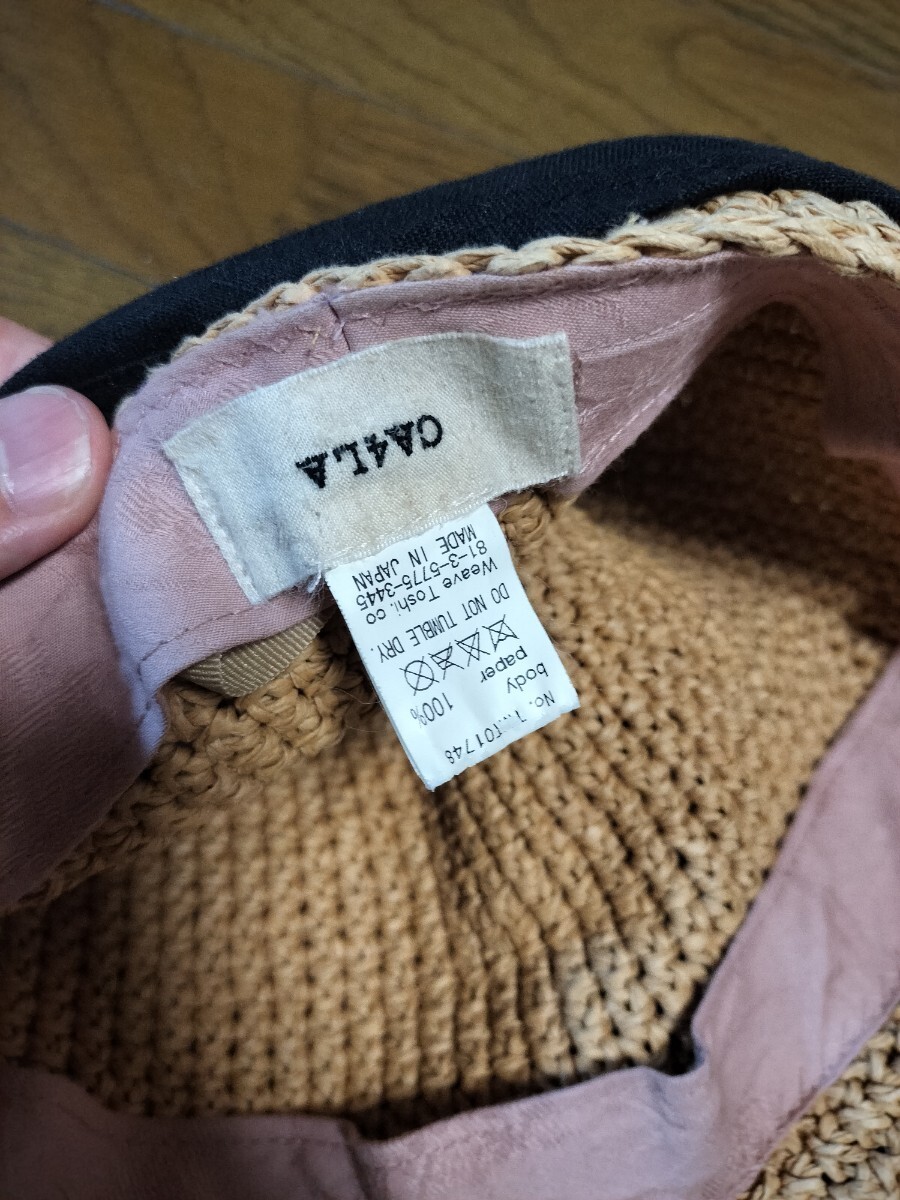 CA4LA
No.
body
paper 100%
DO NOT TUMBLE DRY.
Weave Toshi.co
81-3-5775-3445
MADE IN JAPAN